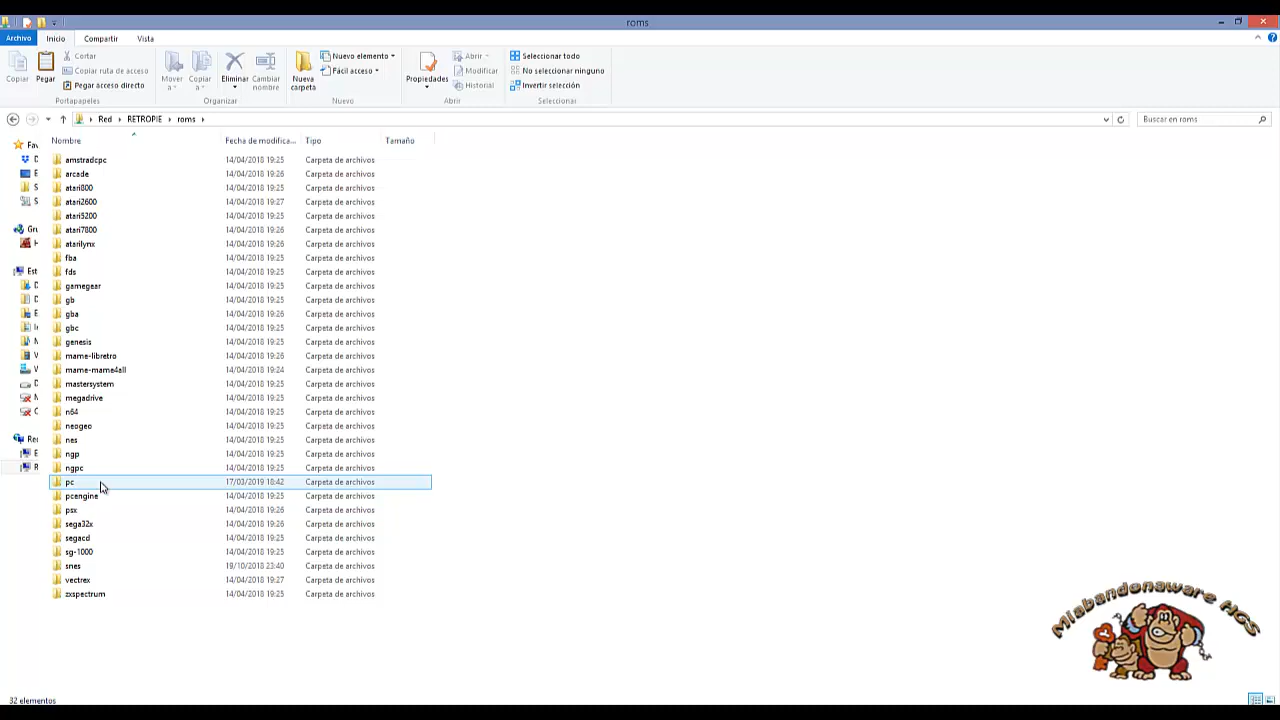 roms
Archivo Inicio Compartir Vista
Copiar Pegar Cortar Copiar ruta de acceso Pegar acceso directo
Portapapeles
Mover a Copiar a Eliminar Cambiar nombre
Organizar
Nueva carpeta Nuevo elemento Fácil acceso
Nuevo
Propiedades Abrir Modificar Historial
Abrir
Seleccionar todo No seleccionar ninguno Invertir selección
Seleccionar
Red RETROPIE roms Buscar en roms
Nombre Fecha de modifica... Tipo Tamaño
amstradcpc 14/04/2018 19:25 Carpeta de archivos
arcade 14/04/2018 19:26 Carpeta de archivos
atari800 14/04/2018 19:25 Carpeta de archivos
atari2600 14/04/2018 19:27 Carpeta de archivos
atari5200 14/04/2018 19:25 Carpeta de archivos
atari7800 14/04/2018 19:26 Carpeta de archivos
atarilynx 14/04/2018 19:26 Carpeta de archivos
fba 14/04/2018 19:25 Carpeta de archivos
fds 14/04/2018 19:25 Carpeta de archivos
gamegear 14/04/2018 19:25 Carpeta de archivos
gb 14/04/2018 19:25 Carpeta de archivos
gba 14/04/2018 19:26 Carpeta de archivos
gbc 14/04/2018 19:25 Carpeta de archivos
genesis 14/04/2018 19:25 Carpeta de archivos
mame-libretro 14/04/2018 19:26 Carpeta de archivos
mame-mame4all 14/04/2018 19:24 Carpeta de archivos
mastersystem 14/04/2018 19:25 Carpeta de archivos
megadrive 14/04/2018 19:25 Carpeta de archivos
n64 14/04/2018 19:25 Carpeta de archivos
neogeo 14/04/2018 19:25 Carpeta de archivos
nes 14/04/2018 19:25 Carpeta de archivos
ngp 14/04/2018 19:25 Carpeta de archivos
ngpc 14/04/2018 19:25 Carpeta de archivos
pc 17/03/2019 18:42 Carpeta de archivos
pcengine 14/04/2018 19:25 Carpeta de archivos
psx 14/04/2018 19:26 Carpeta de archivos
sega32x 14/04/2018 19:26 Carpeta de archivos
segacd 14/04/2018 19:25 Carpeta de archivos
sg-1000 14/04/2018 19:25 Carpeta de archivos
snes 19/10/2018 23:40 Carpeta de archivos
vectrex 14/04/2018 19:27 Carpeta de archivos
zxspectrum 14/04/2018 19:25 Carpeta de archivos
Misbandonaware HGS
32 elementos